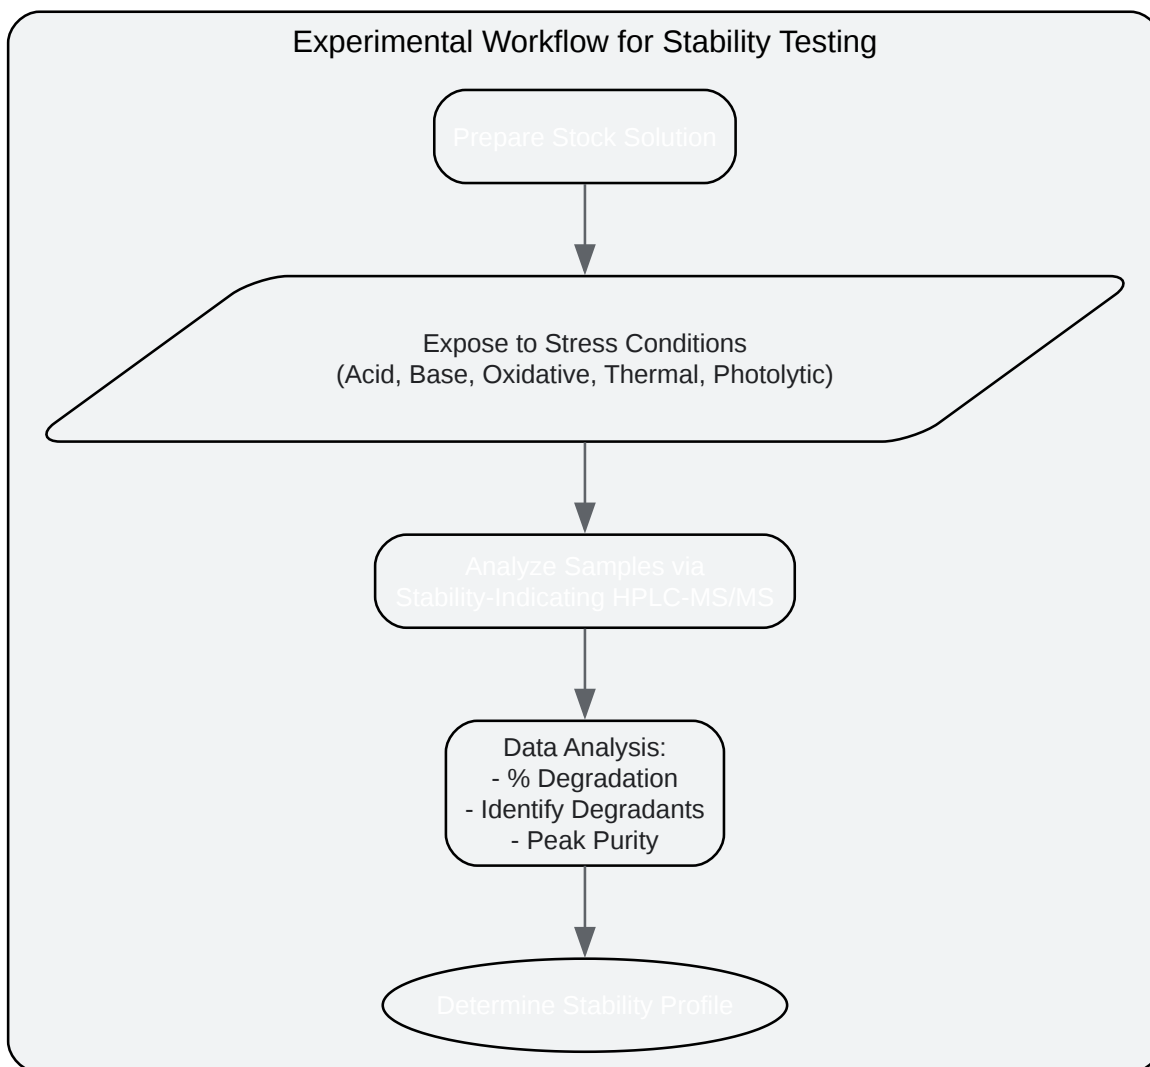 Experimental Workflow for Stability Testing
Prepare Stock Solution
Expose to Stress Conditions
(Acid, Base, Oxidative, Thermal, Photolytic)
Analyze Samples via
Stability-Indicating HPLC-MS/MS
Data Analysis:
- % Degradation
- Identify Degradants
- Peak Purity
Determine Stability Profile